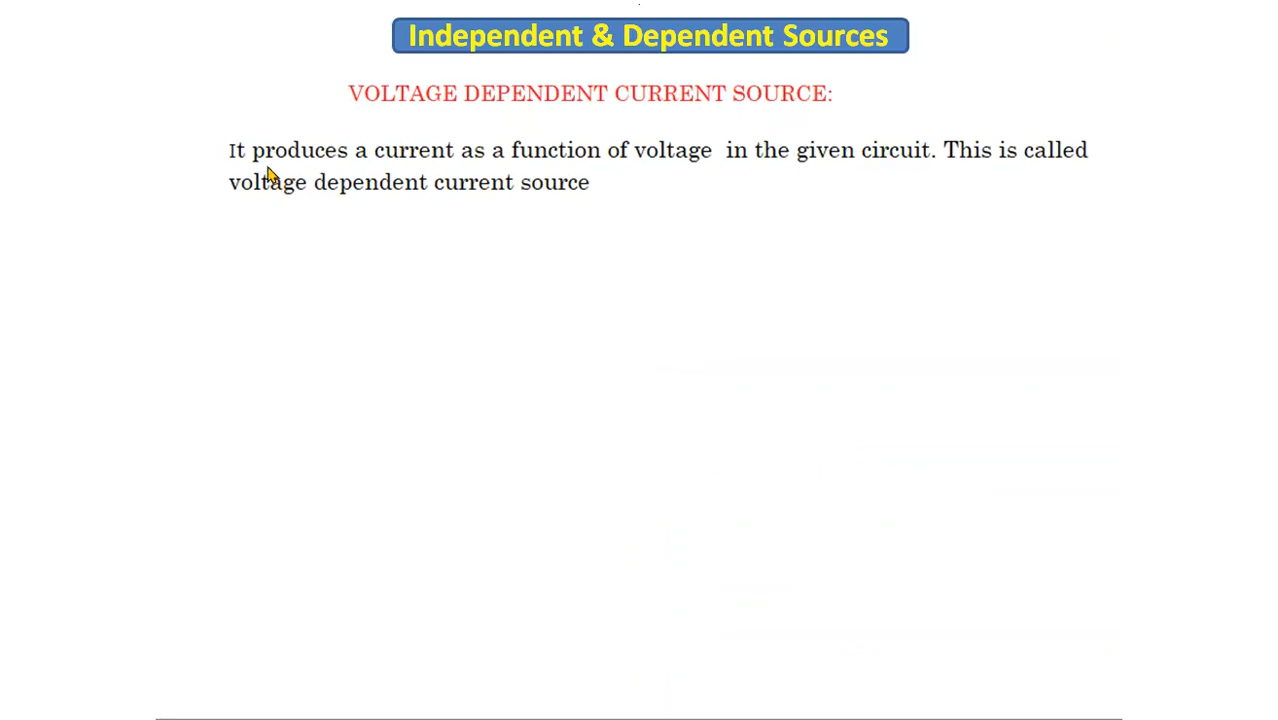 Independent & Dependent Sources
VOLTAGE DEPENDENT CURRENT SOURCE:
It produces a current as a function of voltage in the given circuit. This is called
voltage dependent current source